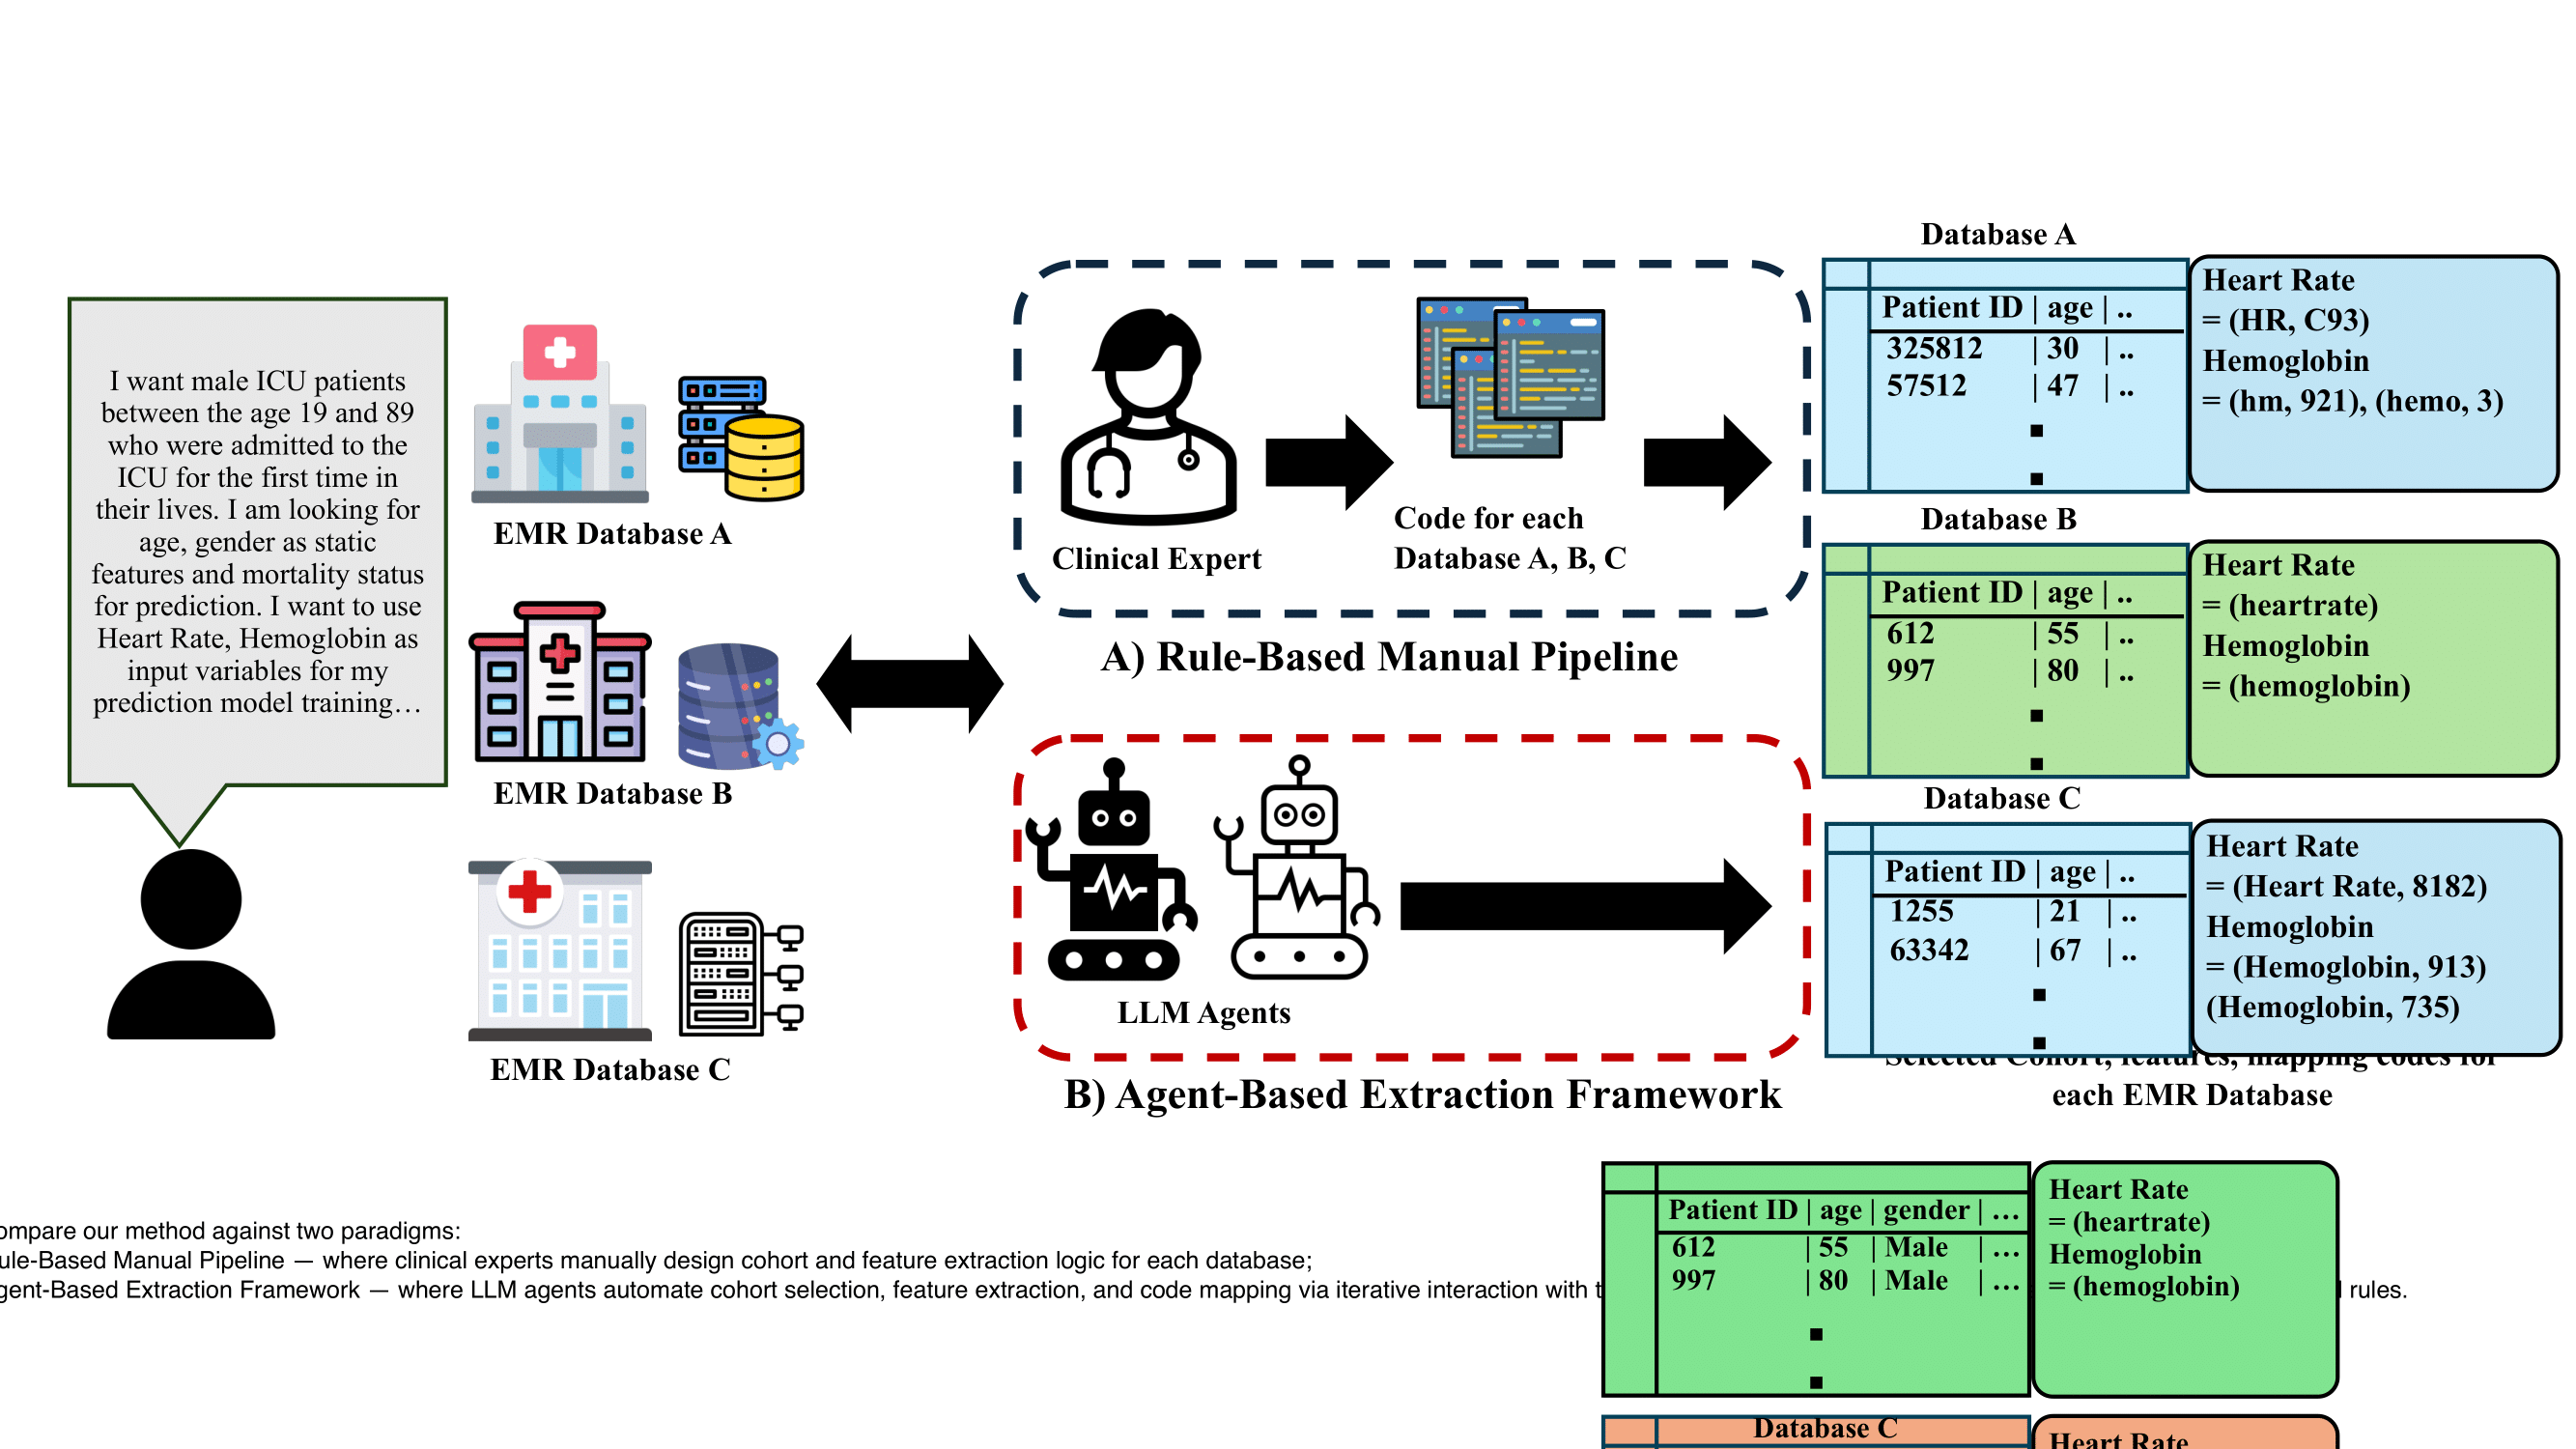 I want male ICU patients
between the age 19 and 89
who were admitted to the
ICU for the first time in
their lives. I am looking for
age, gender as static
features and mortality status
for prediction. I want to use
Heart Rate, Hemoglobin as
input variables for my
prediction model training…
EMR Database A
EMR Database B
EMR Database C
Clinical Expert
Code for each
Database A, B, C
A) Rule-Based Manual Pipeline
LLM Agents
B) Agent-Based Extraction Framework
Database A
Patient ID | age | ..
325812 | 30 | ..
57512 | 47 | ..
Heart Rate
= (HR, C93)
Hemoglobin
= (hm, 921), (hemo, 3)
Database B
Patient ID | age | ..
612 | 55 | ..
997 | 80 | ..
Heart Rate
= (heartrate)
Hemoglobin
= (hemoglobin)
Database C
Patient ID | age | ..
1255 | 21 | ..
63342 | 67 | ..
Heart Rate
= (Heart Rate, 8182)
Hemoglobin
= (Hemoglobin, 913)
(Hemoglobin, 735)
Selected Cohort, features, mapping codes for
each EMR Database
ompare our method against two paradigms:
ule-Based Manual Pipeline — where clinical experts manually design cohort and feature extraction logic for each database;
gent-Based Extraction Framework — where LLM agents automate cohort selection, feature extraction, and code mapping via iterative interaction with t rules.
Patient ID | age | gender | …
612 | 55 | Male | …
997 | 80 | Male | …
Heart Rate
= (heartrate)
Hemoglobin
= (hemoglobin)
Database C
Heart Rate